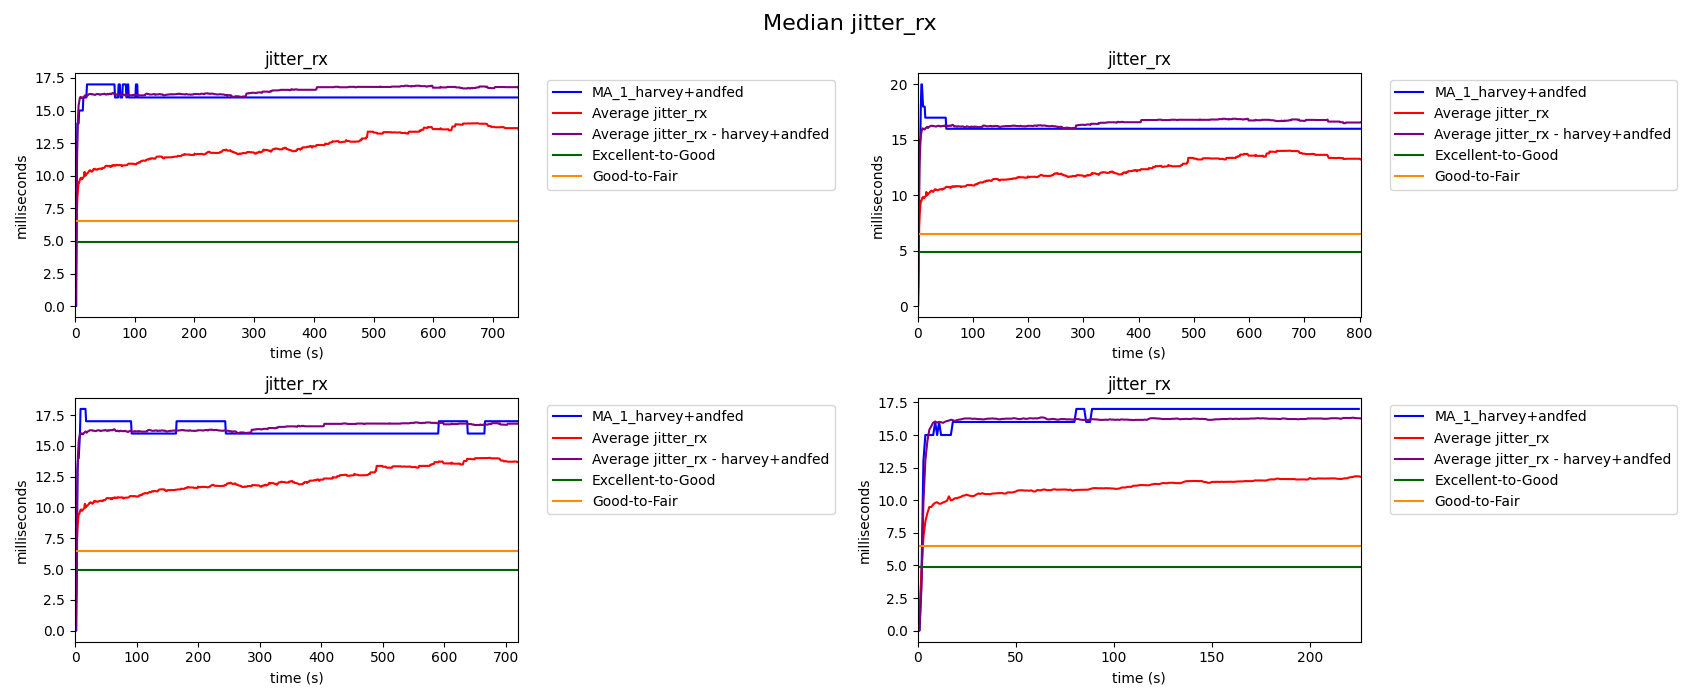 Median jitter_rx
jitter_rx
17.5
15.0
12.5
10.0
7.5
5.0
2.5
0.0
milliseconds
0 100 200 300 400 500 600 700
time (s)
MA_1_harvey+andfed
Average jitter_rx
Average jitter_rx - harvey+andfed
Excellent-to-Good
Good-to-Fair
jitter_rx
20
15
10
5
0
milliseconds
0 100 200 300 400 500 600 700 800
time (s)
MA_1_harvey+andfed
Average jitter_rx
Average jitter_rx - harvey+andfed
Excellent-to-Good
Good-to-Fair
jitter_rx
17.5
15.0
12.5
10.0
7.5
5.0
2.5
0.0
milliseconds
0 100 200 300 400 500 600 700
time (s)
MA_1_harvey+andfed
Average jitter_rx
Average jitter_rx - harvey+andfed
Excellent-to-Good
Good-to-Fair
jitter_rx
17.5
15.0
12.5
10.0
7.5
5.0
2.5
0.0
milliseconds
0 50 100 150 200
time (s)
MA_1_harvey+andfed
Average jitter_rx
Average jitter_rx - harvey+andfed
Excellent-to-Good
Good-to-Fair